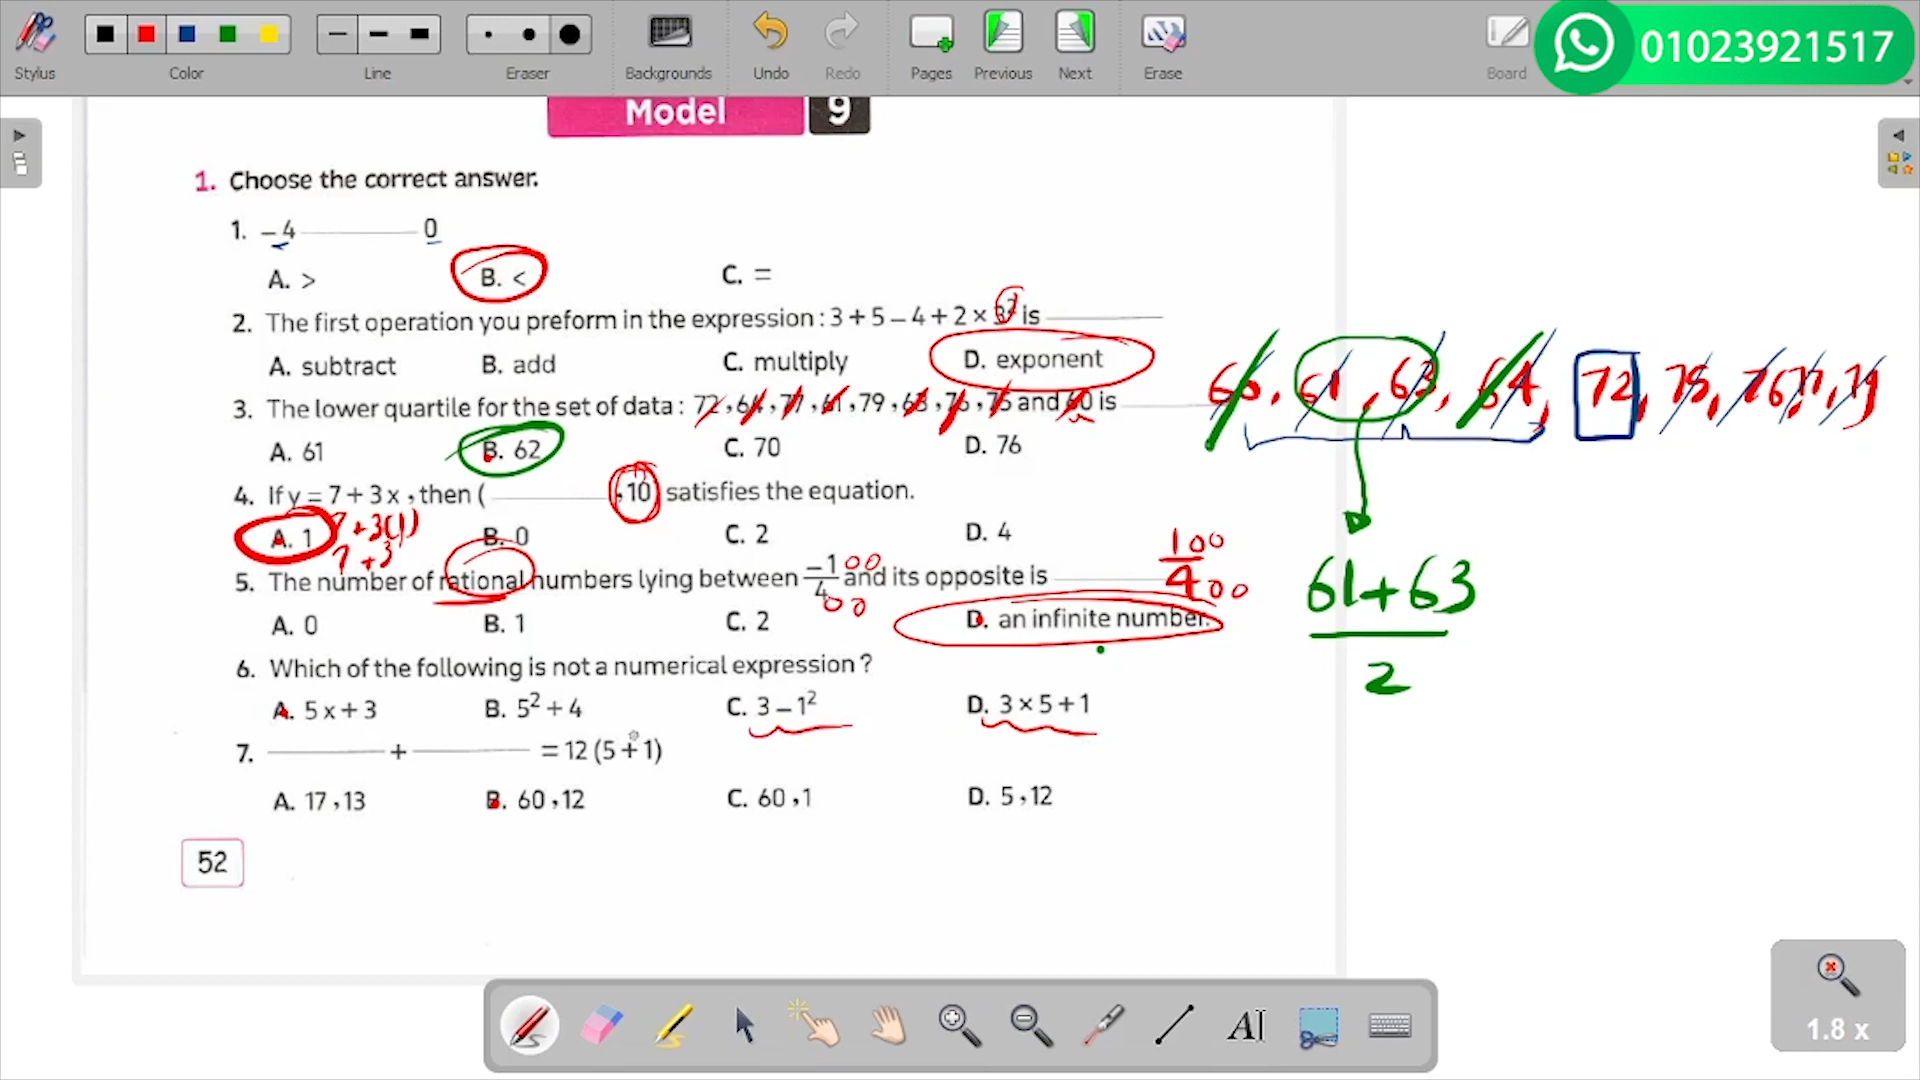 Stylus
Color
Line
Eraser
Backgrounds
Undo
Redo
Pages
Previous
Next
Erase
Board
01023921517
Model 9
1. Choose the correct answer.
1. –4 0
A. > B. < C. =
2. The first operation you preform in the expression : 3 + 5 – 4 + 2 × 3² is
A. subtract B. add C. multiply D. exponent
3. The lower quartile for the set of data : 72 , 64 , 77 , 61 , 79 , 63 , 76 , 75 and 60 is
60, 61, 63, 64, 72, 75, 76, 77, 79
A. 61 B. 62 C. 70 D. 76
4. If y = 7 + 3 x , then ( , 10) satisfies the equation.
A. 1 B. 0 C. 2 D. 4
7 + 3(1)
7 + 3
5. The number of rational numbers lying between –1/4 and its opposite is
00
00
100
400
61+63
2
A. 0 B. 1 C. 2 D. an infinite number.
6. Which of the following is not a numerical expression ?
A. 5 x + 3 B. 5² + 4 C. 3 – 1² D. 3 × 5 + 1
7. + = 12 (5 + 1)
A. 17 , 13 B. 60 , 12 C. 60 , 1 D. 5 , 12
52
1.8 x